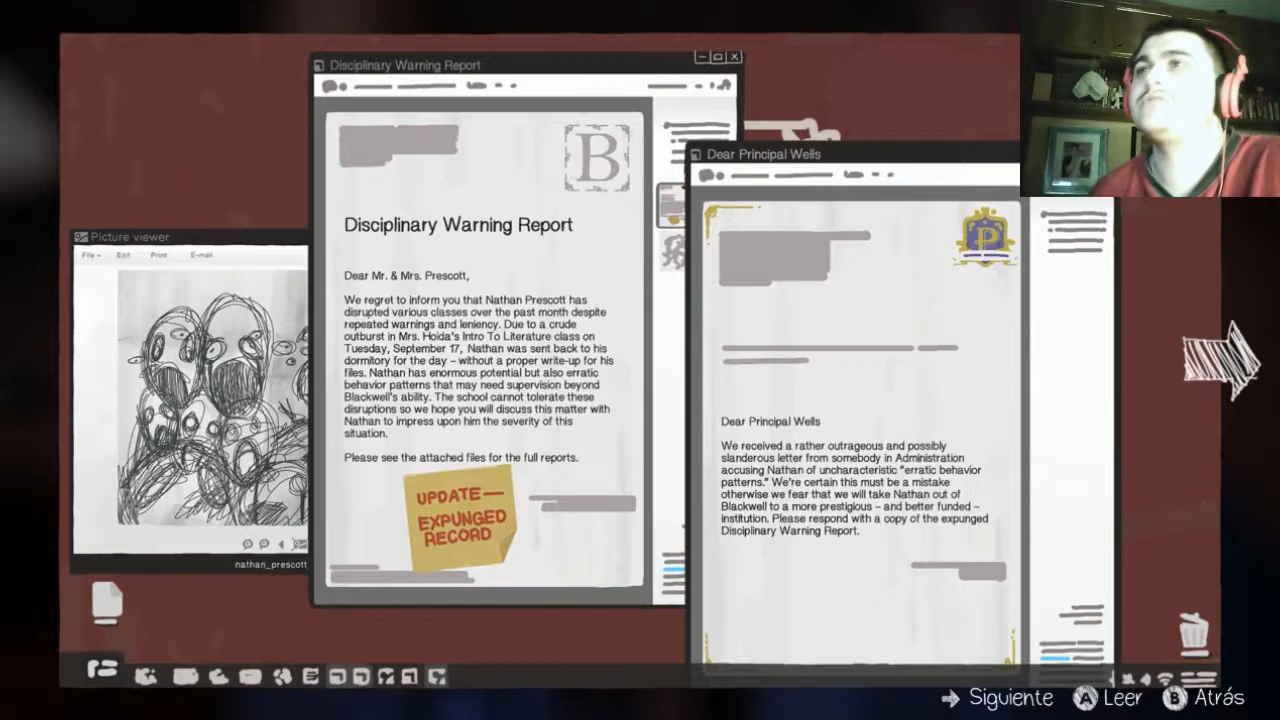 Disciplinary Warning Report
B
Disciplinary Warning Report
Dear Mr. & Mrs. Prescott,
We regret to inform you that Nathan Prescott has
disrupted various classes over the past month despite
repeated warnings and leniency. Due to a crude
outburst in Mrs. Hoida's Intro To Literature class on
Tuesday, September 17, Nathan was sent back to his
dormitory for the day – without a proper write-up for his
files. Nathan has enormous potential but also erratic
behavior patterns that may need supervision beyond
Blackwell's ability. The school cannot tolerate these
disruptions so we hope you will discuss this matter with
Nathan to impress upon him the severity of this
situation.
Please see the attached files for the full reports.
UPDATE—
EXPUNGED
RECORD
Picture viewer
File Edit Print E-mail
nathan_prescott
Dear Principal Wells
P
Dear Principal Wells
We received a rather outrageous and possibly
slanderous letter from somebody in Administration
accusing Nathan of uncharacteristic "erratic behavior
patterns." We're certain this must be a mistake
otherwise we fear that we will take Nathan out of
Blackwell to a more prestigious – and better funded –
institution. Please respond with a copy of the expunged
Disciplinary Warning Report.
Siguiente A Leer B Atrás